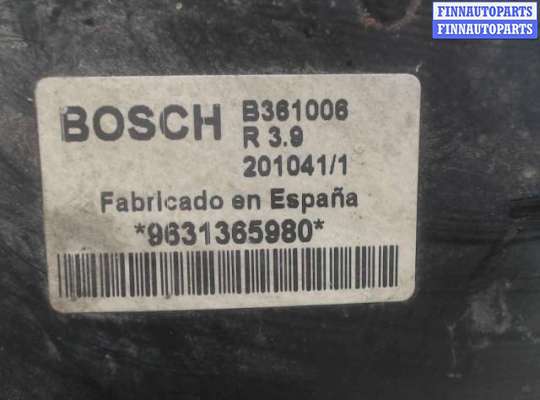 FINNAUTOPARTS
FINNAUTOPARTS
BOSCH B361006
R 3.9
201041/1
Fabricado en España
*9631365980*